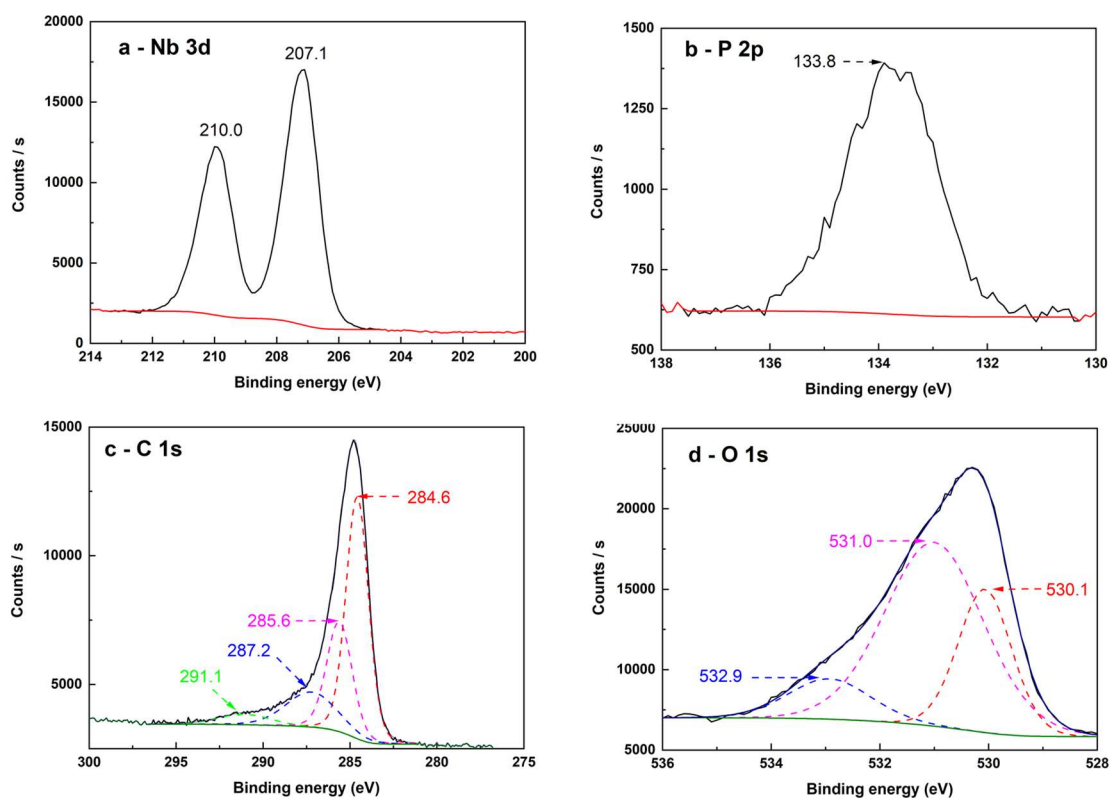 a - Nb 3d
207.1
210.0
20000
15000
10000
5000
0
Counts / s
214 212 210 208 206 204 202 200
Binding energy (eV)
b - P 2p
133.8
1500
1250
1000
750
500
Counts / s
138 136 134 132 130
Binding energy (eV)
c - C 1s
284.6
285.6
287.2
291.1
15000
10000
5000
Counts / s
300 295 290 285 280 275
Binding energy (eV)
d - O 1s
531.0
530.1
532.9
25000
20000
15000
10000
5000
Counts / s
536 534 532 530 528
Binding energy (eV)